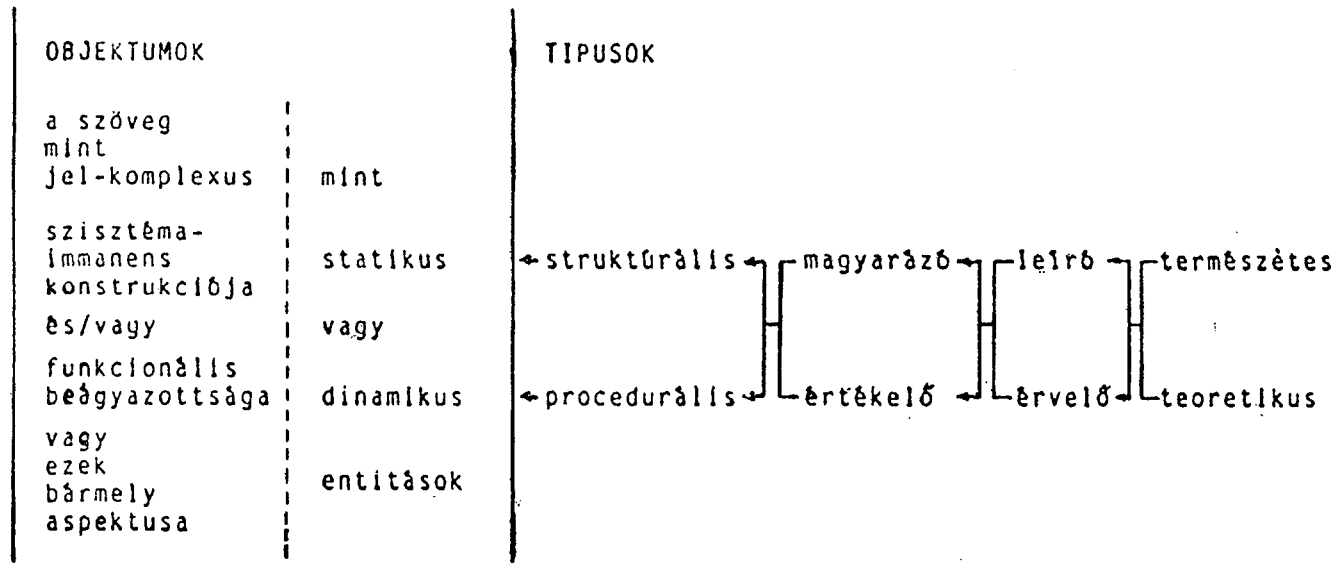 OBJEKTUMOK
TIPUSOK
a szöveg
mint
jel-komplexus
mint
szisztéma-
immanens
konstrukciója
statikus
strukturális
magyarázó
leíró
természetes
és/vagy
vagy
funkcionális
beágyazottsága
dinamikus
procedurális
értékelő
érvelő
teoretikus
vagy
ezek
bármely
aspektusa
entitások